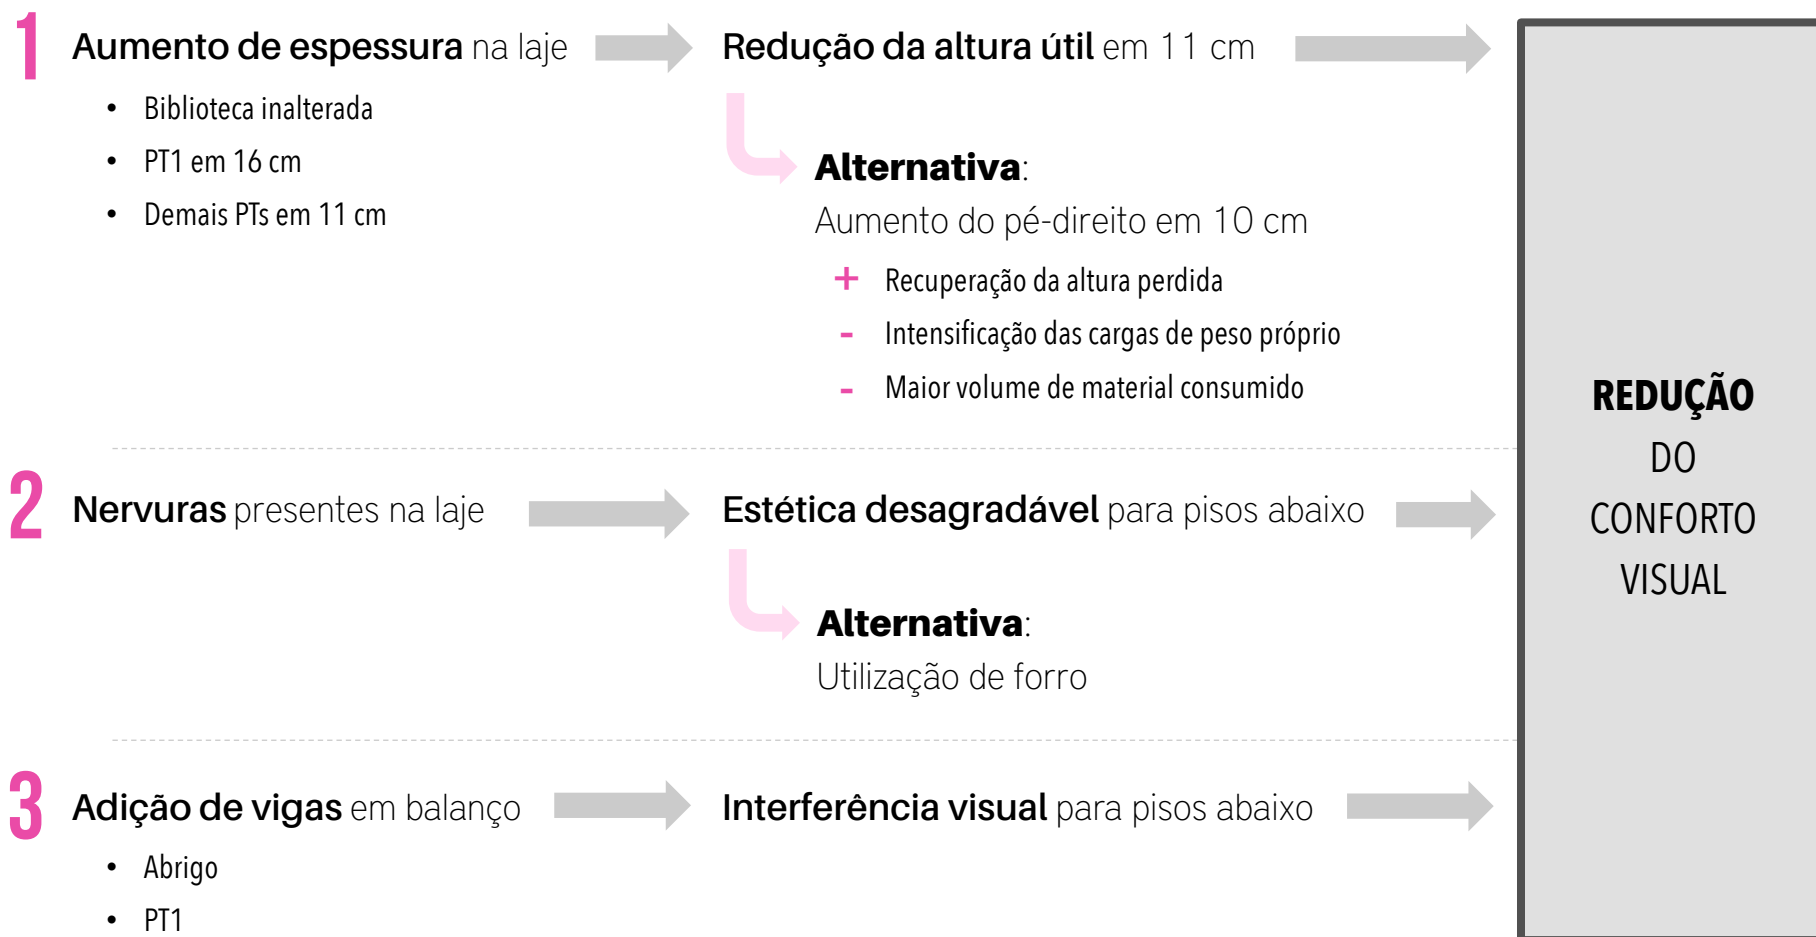 1
Aumento de espessura na laje
• Biblioteca inalterada
• PT1 em 16 cm
• Demais PTs em 11 cm
Redução da altura útil em 11 cm
Alternativa:
Aumento do pé-direito em 10 cm
+ Recuperação da altura perdida
- Intensificação das cargas de peso próprio
- Maior volume de material consumido
2
Nervuras presentes na laje
Estética desagradável para pisos abaixo
Alternativa:
Utilização de forro
3
Adição de vigas em balanço
• Abrigo
• PT1
Interferência visual para pisos abaixo
REDUÇÃO
DO
CONFORTO
VISUAL